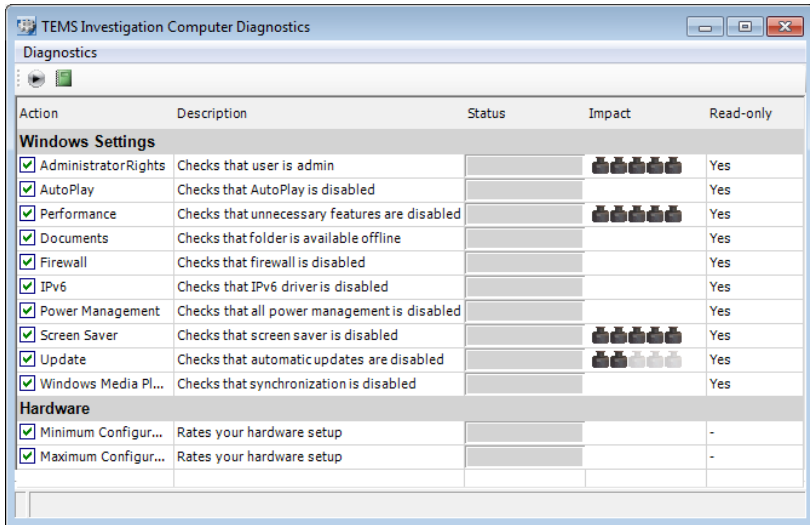 TEMS Investigation Computer Diagnostics
Diagnostics
Action Description Status Impact Read-only
Windows Settings
AdministratorRights Checks that user is admin Yes
AutoPlay Checks that AutoPlay is disabled Yes
Performance Checks that unnecessary features are disabled Yes
Documents Checks that folder is available offline Yes
Firewall Checks that firewall is disabled Yes
IPv6 Checks that IPv6 driver is disabled Yes
Power Management Checks that all power management is disabled Yes
Screen Saver Checks that screen saver is disabled Yes
Update Checks that automatic updates are disabled Yes
Windows Media Pl... Checks that synchronization is disabled Yes
Hardware
Minimum Configur... Rates your hardware setup -
Maximum Configur... Rates your hardware setup -